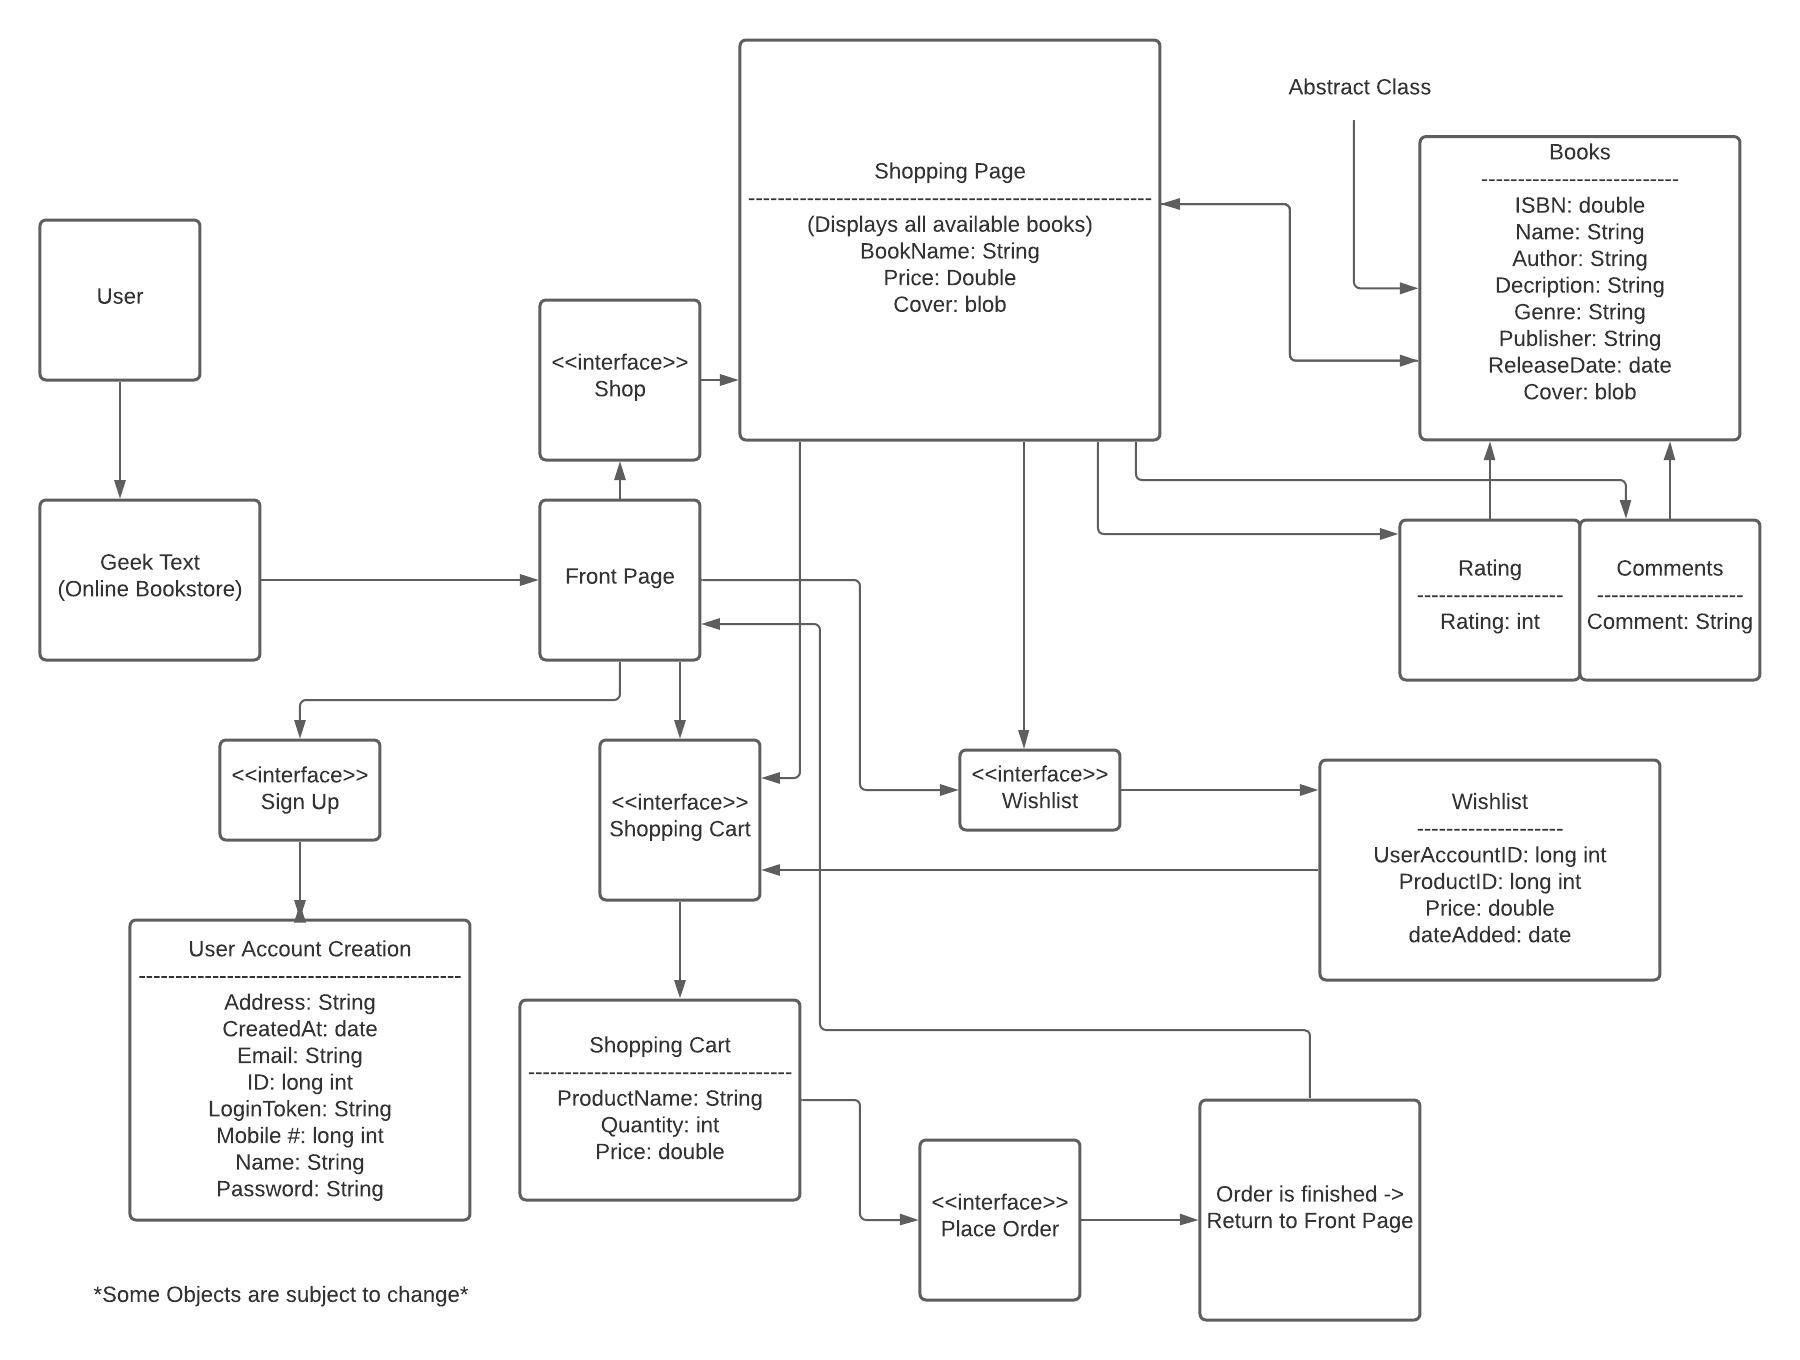 Abstract Class
Shopping Page
(Displays all available books)
BookName: String
Price: Double
Cover: blob
Books
ISBN: double
Name: String
Author: String
Decription: String
Genre: String
Publisher: String
ReleaseDate: date
Cover: blob
User
<<interface>>
Shop
Geek Text
(Online Bookstore)
Front Page
Rating
Rating: int
Comments
Comment: String
<<interface>>
Sign Up
<<interface>>
Shopping Cart
<<interface>>
Wishlist
Wishlist
UserAccountID: long int
ProductID: long int
Price: double
dateAdded: date
User Account Creation
Address: String
CreatedAt: date
Email: String
ID: long int
LoginToken: String
Mobile #: long int
Name: String
Password: String
Shopping Cart
ProductName: String
Quantity: int
Price: double
<<interface>>
Place Order
Order is finished ->
Return to Front Page
*Some Objects are subject to change*